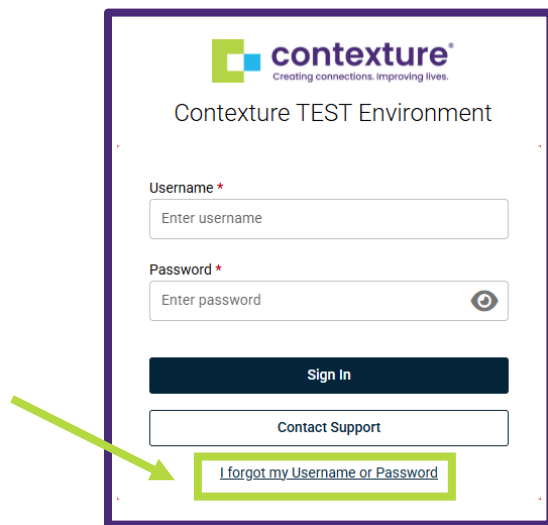 contexture®
Creating connections. Improving lives.
Contexture TEST Environment
Username *
Enter username
Password *
Enter password
Sign In
Contact Support
I forgot my Username or Password